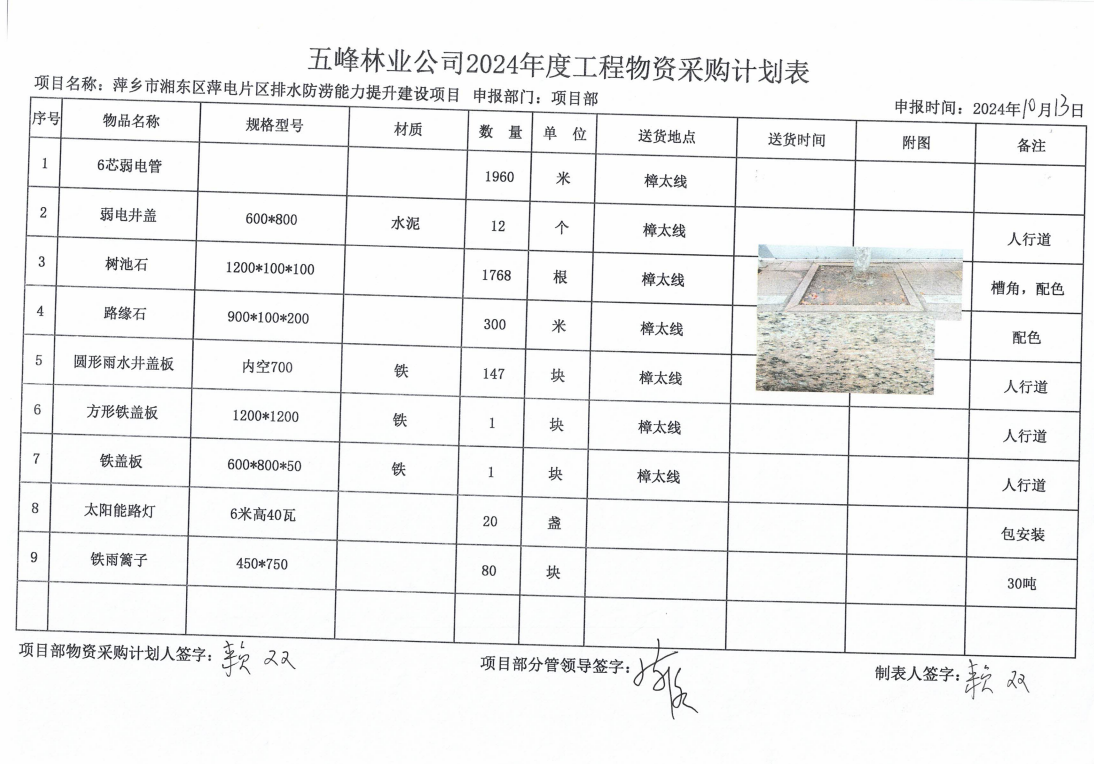 五峰林业公司2024年度工程物资采购计划表
项目名称：萍乡市湘东区萍电片区排水防涝能力提升建设项目 申报部门：项目部 申报时间：2024年10月13日
序号 物品名称 规格型号 材质 数 量 单 位 送货地点 送货时间 附图 备注
1 6芯弱电管 1960 米 樟太线
2 弱电井盖 600*800 水泥 12 个 樟太线 人行道
3 树池石 1200*100*100 1768 根 樟太线 槽角，配色
4 路缘石 900*100*200 300 米 樟太线 配色
5 圆形雨水井盖板 内空700 铁 147 块 樟太线 人行道
6 方形铁盖板 1200*1200 铁 1 块 樟太线 人行道
7 铁盖板 600*800*50 铁 1 块 樟太线 人行道
8 太阳能路灯 6米高40瓦 20 盏 包安装
9 铁雨篱子 450*750 80 块 30吨
项目部物资采购计划人签字：赖双 项目部分管领导签字： 制表人签字：赖双